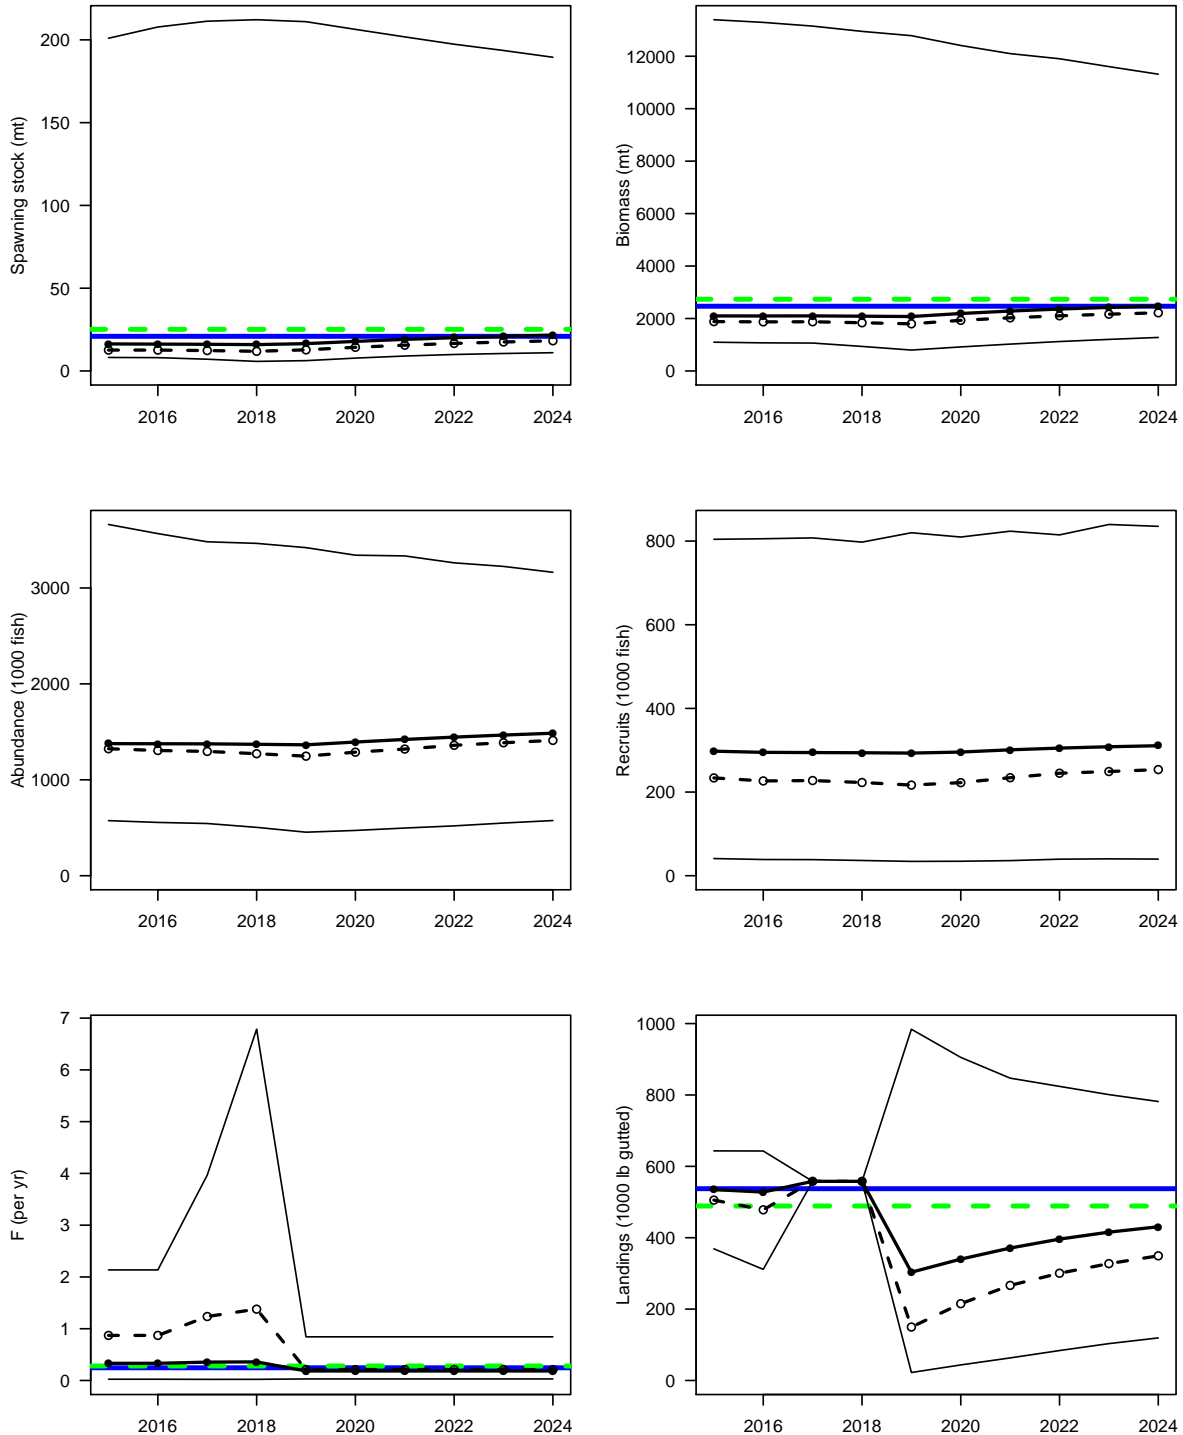 Spawning stock (mt)
200
150
100
50
0
2016 2018 2020 2022 2024
Biomass (mt)
12000
10000
8000
6000
4000
2000
0
2016 2018 2020 2022 2024
Abundance (1000 fish)
3000
2000
1000
0
2016 2018 2020 2022 2024
Recruits (1000 fish)
800
600
400
200
0
2016 2018 2020 2022 2024
F (per yr)
7
6
5
4
3
2
1
0
2016 2018 2020 2022 2024
Landings (1000 lb gutted)
1000
800
600
400
200
0
2016 2018 2020 2022 2024